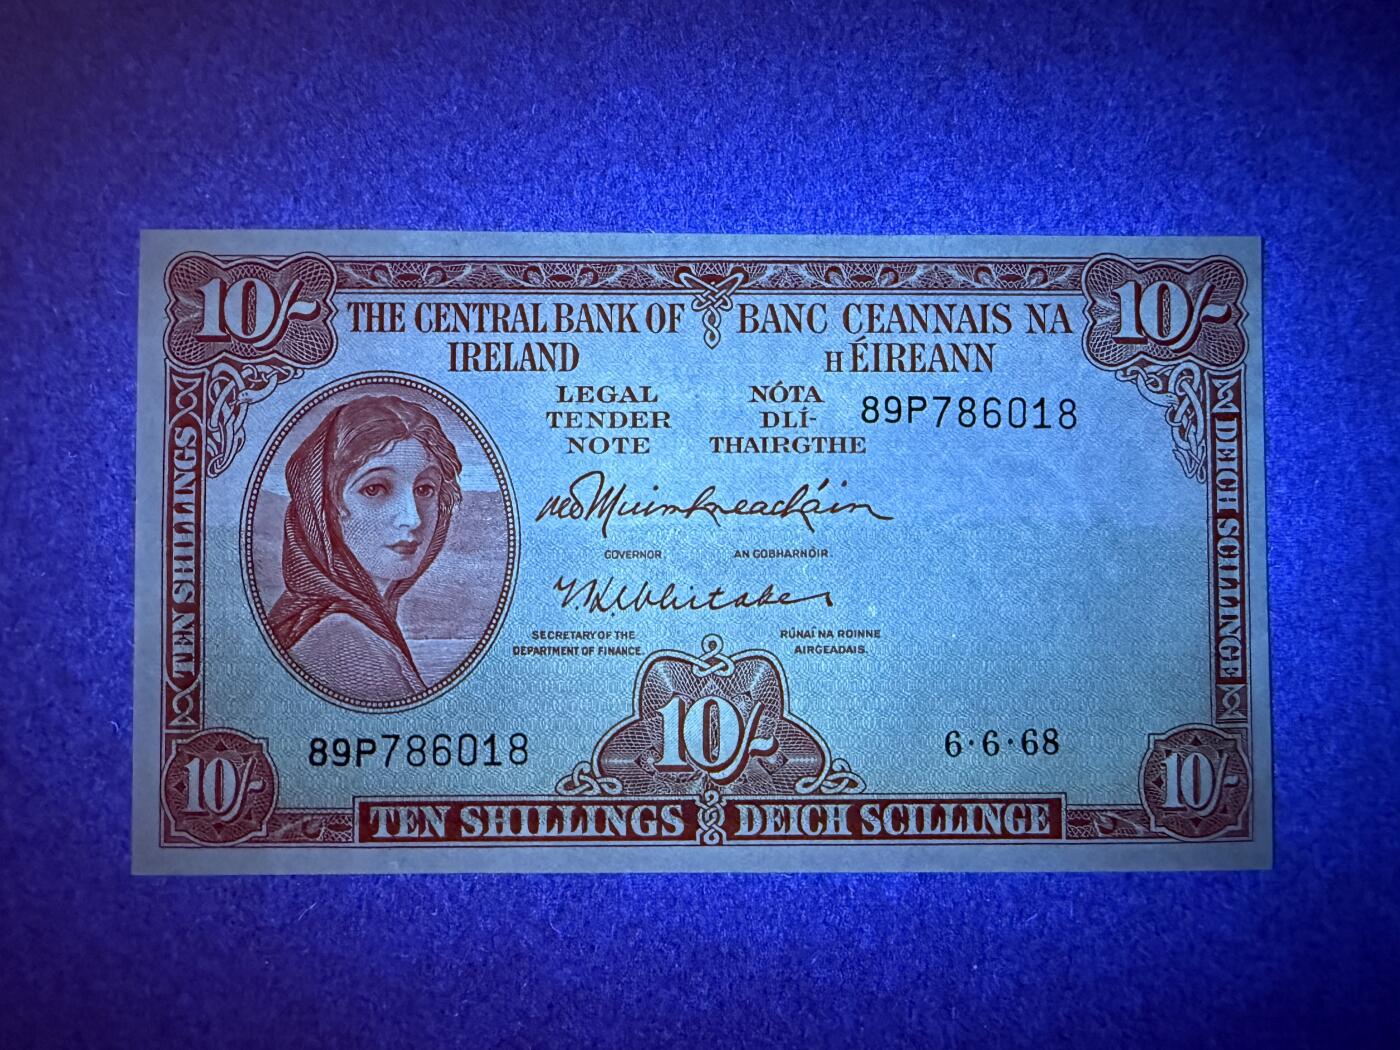 10/-
10/-
THE CENTRAL BANK OF
IRELAND
BANC CEANNAIS NA
hÉIREANN
LEGAL
TENDER
NOTE
NÓTA
DLÍ-
THAIRGTHE
89P786018
TEN SHILLINGS
DEICH SCILLINGE
GOVERNOR
AN GOBHARNÓIR.
T.K. Whitaker
SECRETARY OF THE
DEPARTMENT OF FINANCE.
RÚNAÍ NA ROINNE
AIRGEADAIS.
10/-
89P786018
6·6·68
10/-
10/-
TEN SHILLINGS
DEICH SCILLINGE